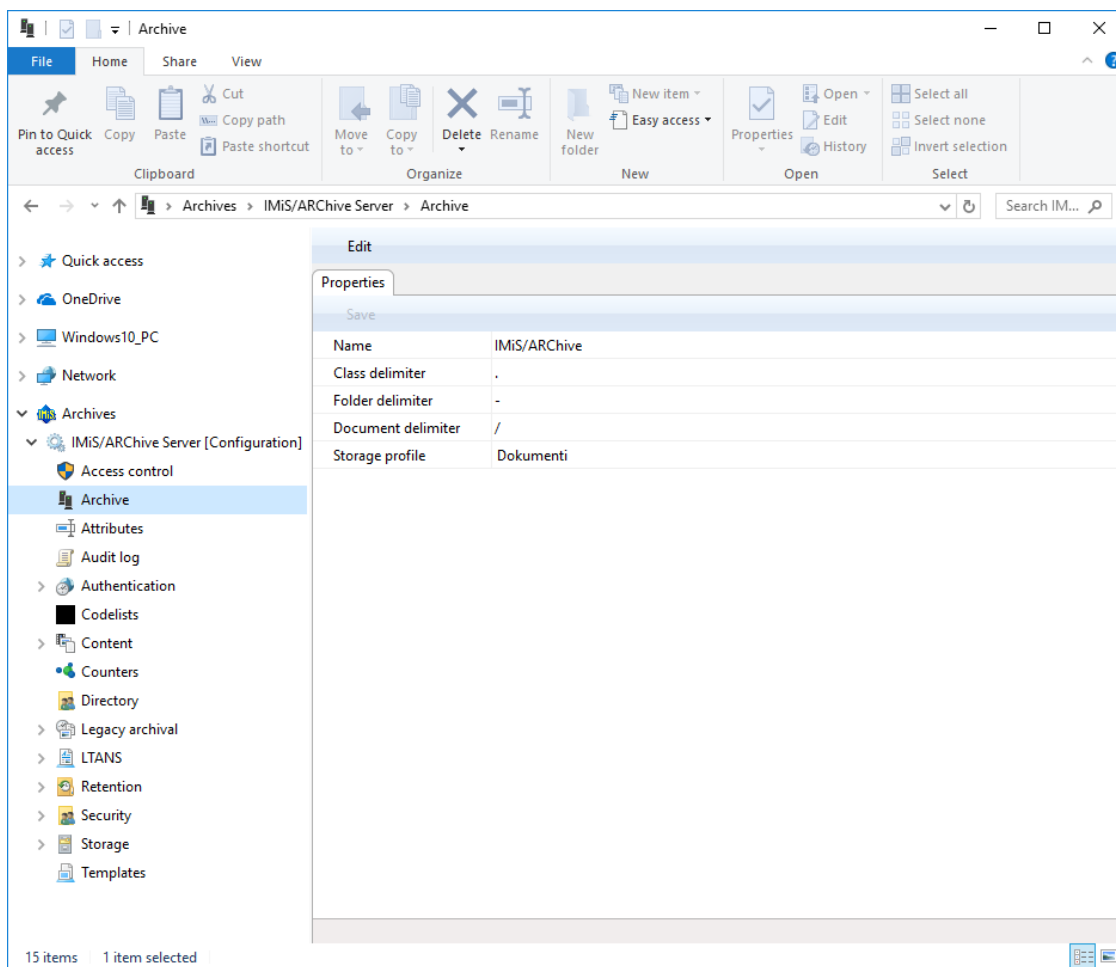 Archive
File Home Share View
Pin to Quick access
Copy
Paste
Cut
Copy path
Paste shortcut
Clipboard
Move to
Copy to
Delete
Rename
Organize
New folder
New item
Easy access
New
Properties
Open
Edit
History
Open
Select all
Select none
Invert selection
Select
Archives > IMiS/ARChive Server > Archive
Search IM...
Quick access
OneDrive
Windows10_PC
Network
Archives
IMiS/ARChive Server [Configuration]
Access control
Archive
Attributes
Audit log
Authentication
Codelists
Content
Counters
Directory
Legacy archival
LTANS
Retention
Security
Storage
Templates
Edit
Properties
Save
Name IMiS/ARChive
Class delimiter .
Folder delimiter -
Document delimiter /
Storage profile Dokumenti
15 items 1 item selected